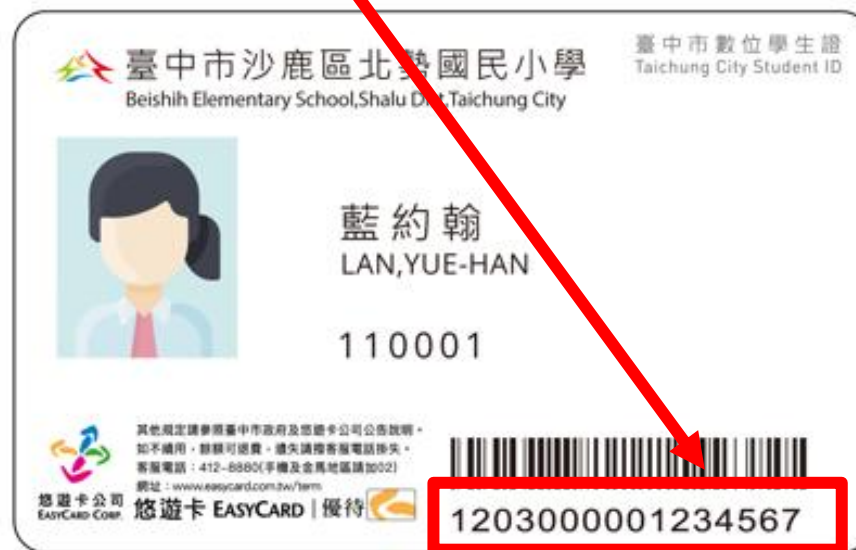 臺中市沙鹿區北勢國民小學
Beishih Elementary School,Shalu Dist,Taichung City
臺中市數位學生證
Taichung City Student ID
藍約翰
LAN,YUE-HAN
110001
其他規定請參照臺中市政府及悠遊卡公司公告說明。
如不續用,餘額可退費,遺失請撥客服電話掛失。
客服電話:412-8880(手機及金馬地區請加02)
網址:www.easycard.com.tw/term
悠遊卡公司
EASYCARD CORP.
悠遊卡 EASYCARD | 優待
1203000001234567